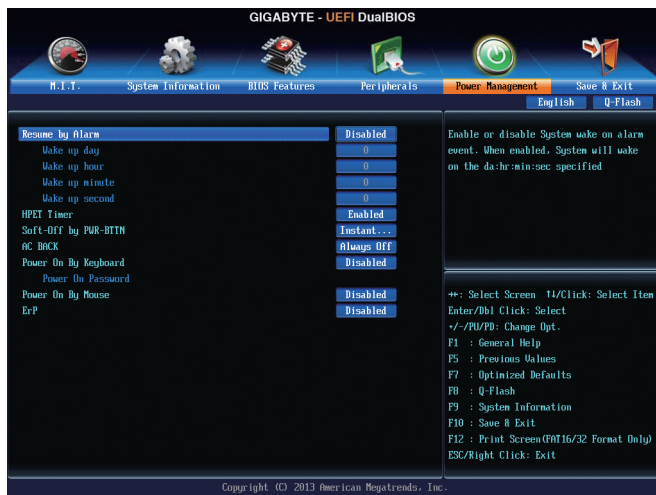 GIGABYTE - UEFI DualBIOS
M.I.T. System Information BIOS Features Peripherals Power Management Save & Exit
English Q-Flash
Resume by Alarm Disabled
Wake up day 0
Wake up hour 0
Wake up minute 0
Wake up second 0
HPET Timer Enabled
Soft-Off by PWR-BTTN Instant...
AC BACK Always Off
Power On By Keyboard Disabled
Power On Password
Power On By Mouse Disabled
ErP Disabled
Enable or disable System wake on alarm
event. When enabled, System will wake
on the da:hr:min:sec specified
→←: Select Screen ↑↓/Click: Select Item
Enter/Dbl Click: Select
+/-/PU/PD: Change Opt.
F1 : General Help
F5 : Previous Values
F7 : Optimized Defaults
F8 : Q-Flash
F9 : System Information
F10 : Save & Exit
F12 : Print Screen(FAT16/32 Format Only)
ESC/Right Click: Exit
Copyright (C) 2013 American Megatrends, Inc.